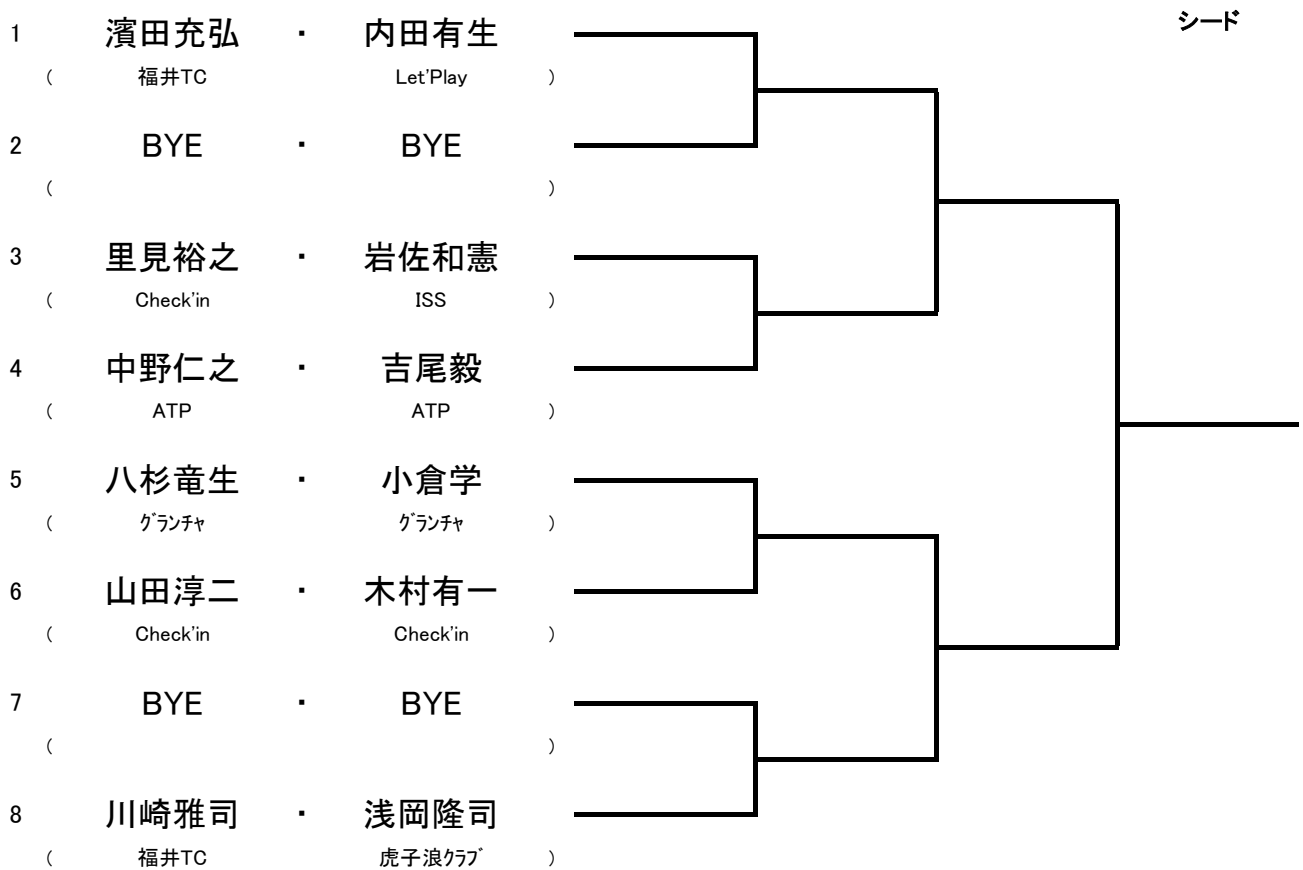 シード
1 濱田充弘 ・ 内田有生
( 福井TC Let'Play )
2 BYE ・ BYE
( )
3 里見裕之 ・ 岩佐和憲
( Check'in ISS )
4 中野仁之 ・ 吉尾毅
( ATP ATP )
5 八杉竜生 ・ 小倉学
( グランチャ グランチャ )
6 山田淳二 ・ 木村有一
( Check'in Check'in )
7 BYE ・ BYE
( )
8 川崎雅司 ・ 浅岡隆司
( 福井TC 虎子浪クラブ )